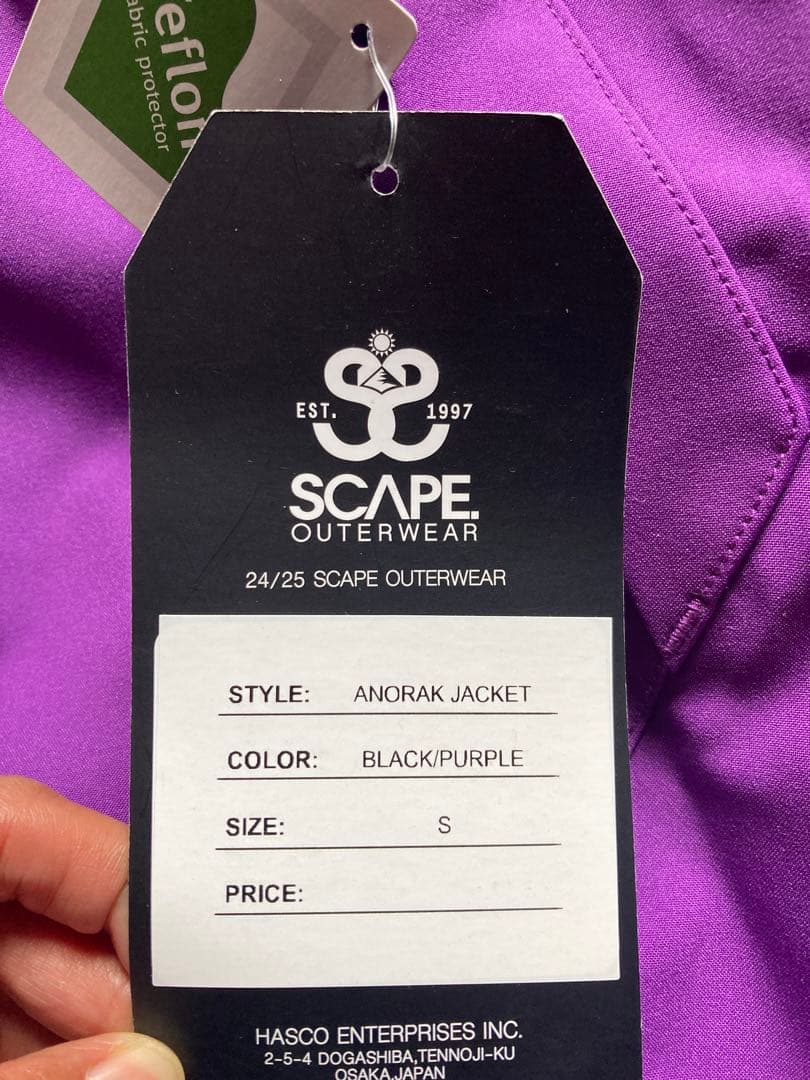 eflon
abric protector
EST. 1997
SCAPE.
OUTERWEAR
24/25 SCAPE OUTERWEAR
STYLE: ANORAK JACKET
COLOR: BLACK/PURPLE
SIZE: S
PRICE:
HASCO ENTERPRISES INC.
2-5-4 DOGASHIBA,TENNOJI-KU
OSAKA,JAPAN